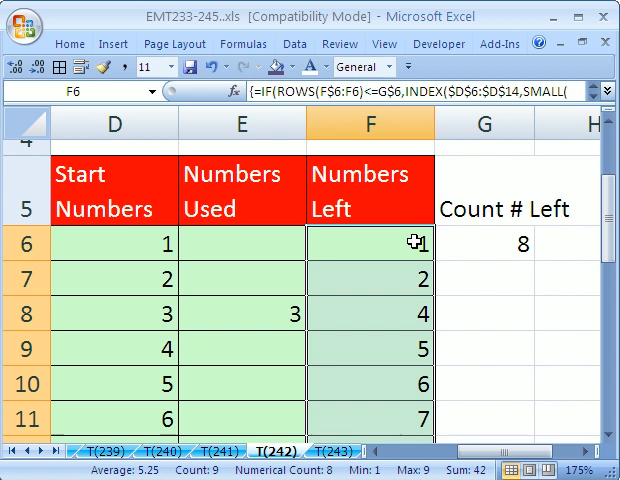 EMT233-245..xls [Compatibility Mode] - Microsoft Excel
Home Insert Page Layout Formulas Data Review View Developer Add-Ins
11 General
F6 fx {=IF(ROWS(F$6:F6)<=G$6,INDEX($D$6:$D$14,SMALL(
D E F G H
4
5 Start Numbers Numbers Used Numbers Left Count # Left
6 1 1 8
7 2 2
8 3 3 4
9 4 5
10 5 6
11 6 7
T(239) T(240) T(241) T(242) T(243)
Average: 5.25 Count: 9 Numerical Count: 8 Min: 1 Max: 9 Sum: 42 175%